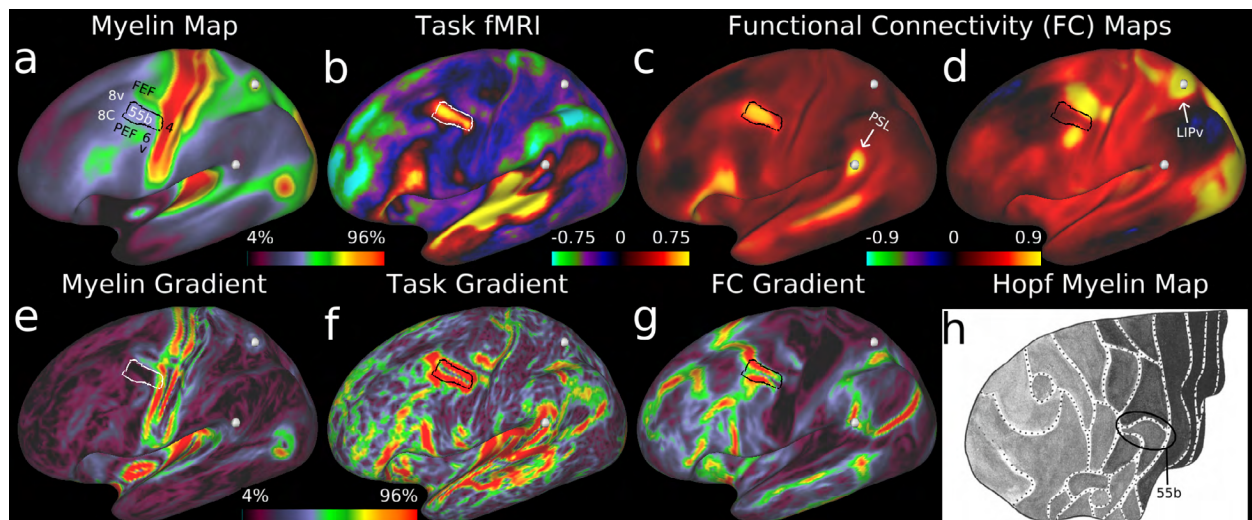 Myelin Map
Task fMRI
Functional Connectivity (FC) Maps
a
b
c
d
FEF
8v
55b
8C
4
PEF 6
v
PSL
LIPv
4% 96%
-0.75 0 0.75
-0.9 0 0.9
Myelin Gradient
Task Gradient
FC Gradient
Hopf Myelin Map
e
f
g
h
55b
4% 96%